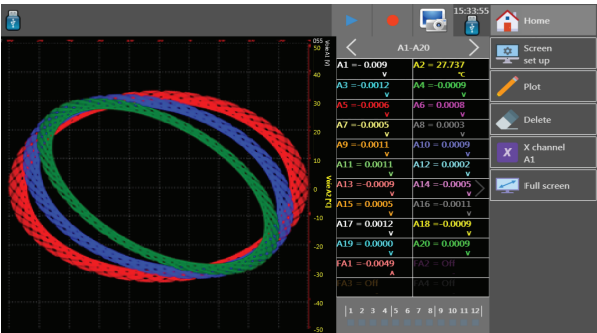 15:33:55
Home
Screen
set up
Plot
Delete
X
X channel
A1
Full screen
A1-A20
A1 =- 0.009
V
A2 = 27.737
°C
A3 =-0.0012
V
A4 =-0.0009
V
A5 =-0.0006
V
A6 = 0.0008
V
A7 =-0.0005
V
A8 = 0.0003
V
A9 =-0.0011
V
A10 = 0.0009
V
A11 = 0.0011
V
A12 = 0.0002
V
A13 =-0.0009
V
A14 =-0.0005
V
A15 = 0.0005
V
A16 =-0.0011
V
A17 = 0.0012
V
A18 =-0.0009
V
A19 = 0.0000
V
A20 = 0.0009
V
FA1 =-0.0049
A
FA2 = Off
FA3 = Off
FA4 = Off
1 2 3 4 5 6 7 8 9 10 11 12
50
40
30
20
10
0
-10
-20
-30
-40
-50
Voie:A1 [V]
Voie:A2 [°C]